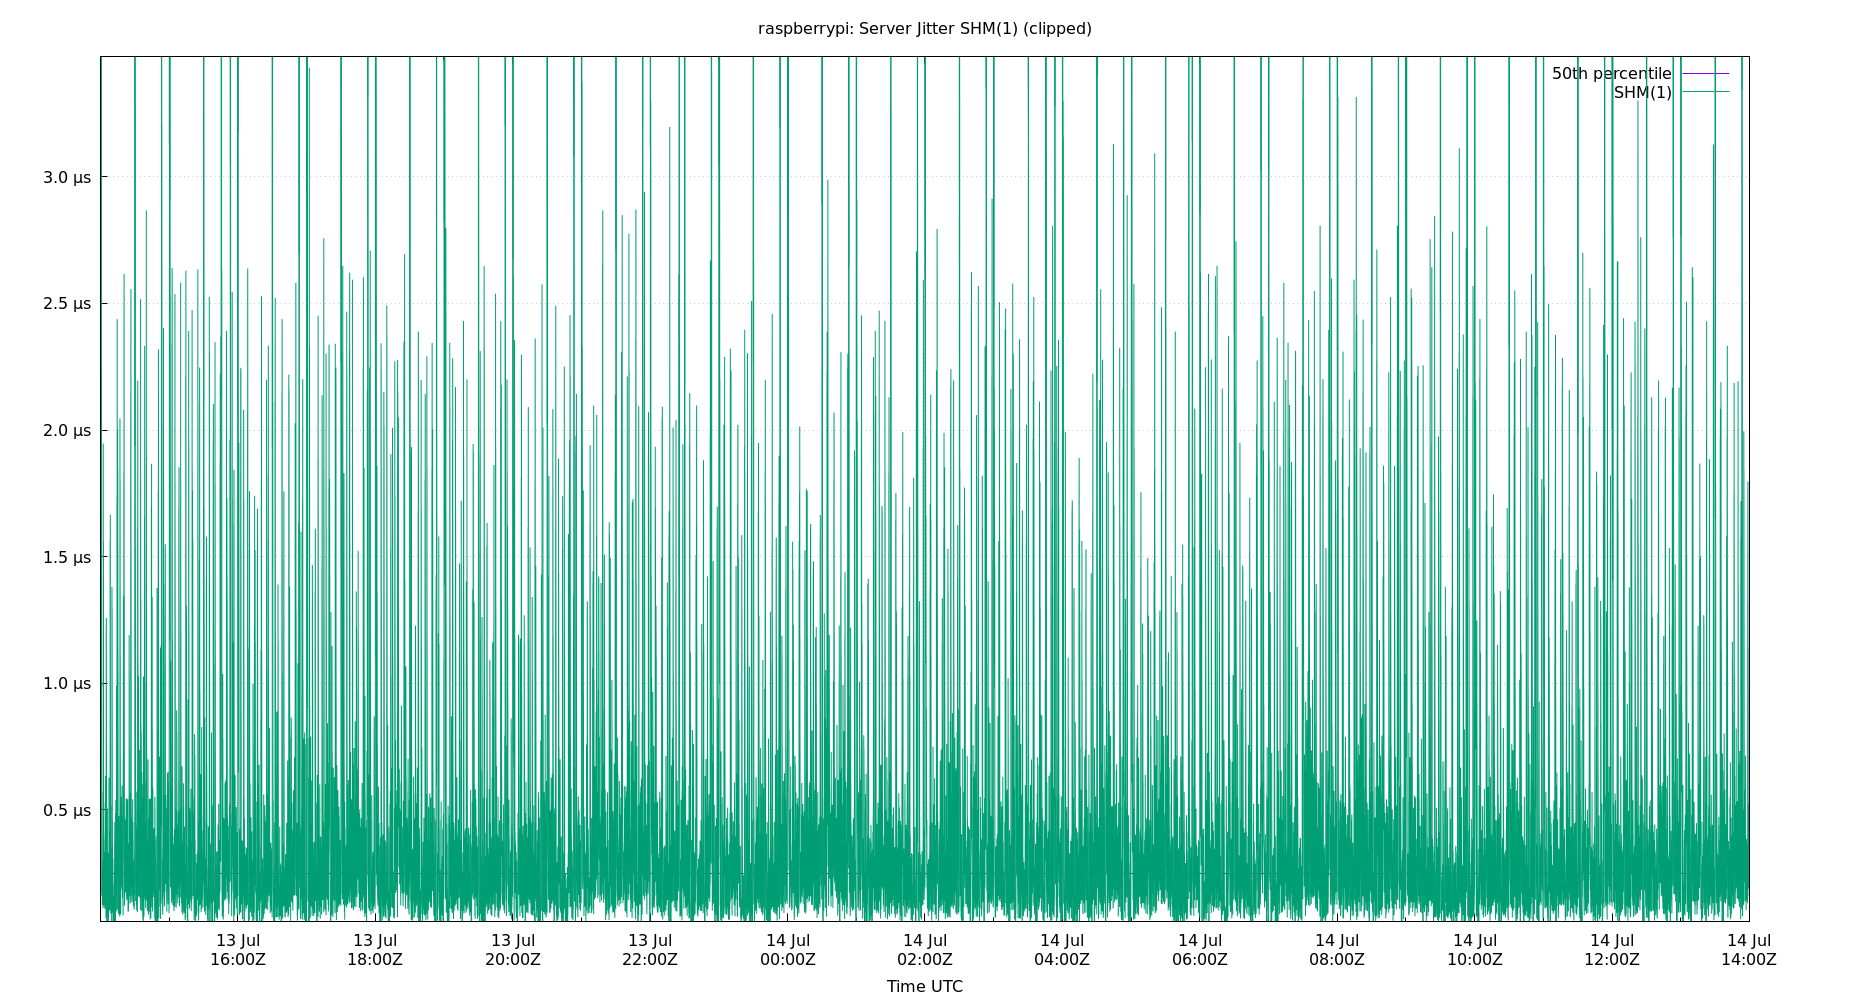 raspberrypi: Server Jitter SHM(1) (clipped)
50th percentile
SHM(1)
3.0 µs
2.5 µs
2.0 µs
1.5 µs
1.0 µs
0.5 µs
13 Jul 13 Jul 13 Jul 13 Jul 14 Jul 14 Jul 14 Jul 14 Jul 14 Jul 14 Jul 14 Jul 14 Jul
16:00Z 18:00Z 20:00Z 22:00Z 00:00Z 02:00Z 04:00Z 06:00Z 08:00Z 10:00Z 12:00Z 14:00Z
Time UTC